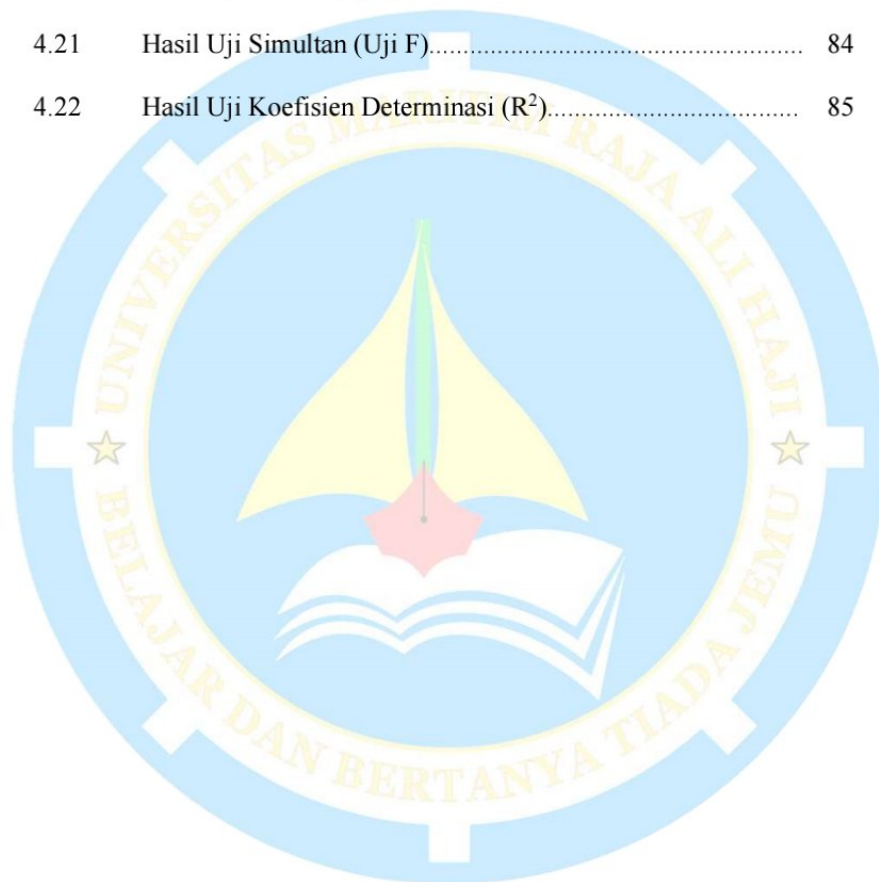 4.21 Hasil Uji Simultan (Uji F)........................................................ 84
4.22 Hasil Uji Koefisien Determinasi (R²)..................................... 85
UNIVERSITAS MARITIM RAJA ALI HAJI
BELAJAR DAN BERTANYA TIADA JEMU